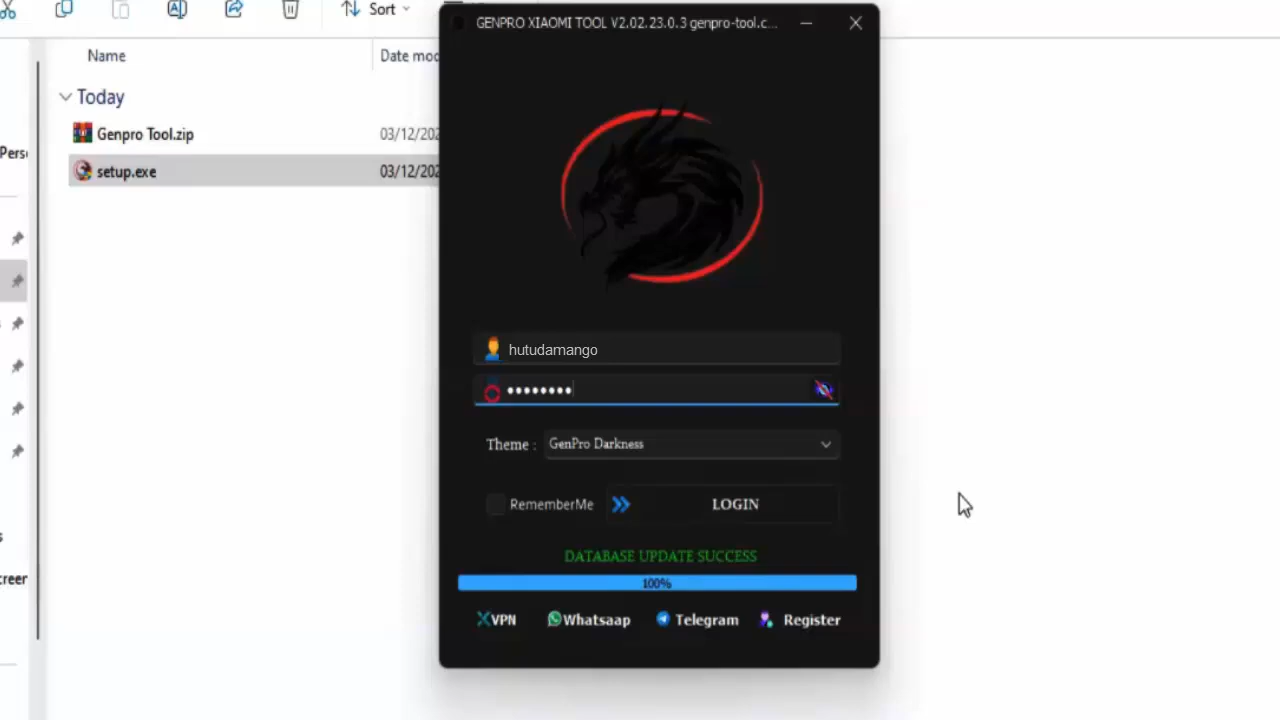 Sort
GENPRO XIAOMI TOOL V2.02.23.0.3 genpro-tool.c...
Name
Date mod
Today
Genpro Tool.zip
03/12/202
setup.exe
03/12/202
Pers
hutudamango
Theme :
GenPro Darkness
RememberMe
LOGIN
DATABASE UPDATE SUCCESS
100%
s
creen
VPN
Whatsaap
Telegram
Register